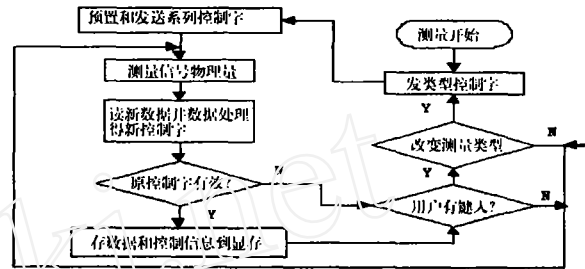 预置和发送系列控制字
测量开始
测量信号物理量
发类型控制字
Y
N
读新数据并数据处理
得新控制字
改变测量类型
Y
N
原控制字有效?
N
用户有键入?
Y
存数据和控制信息到显存